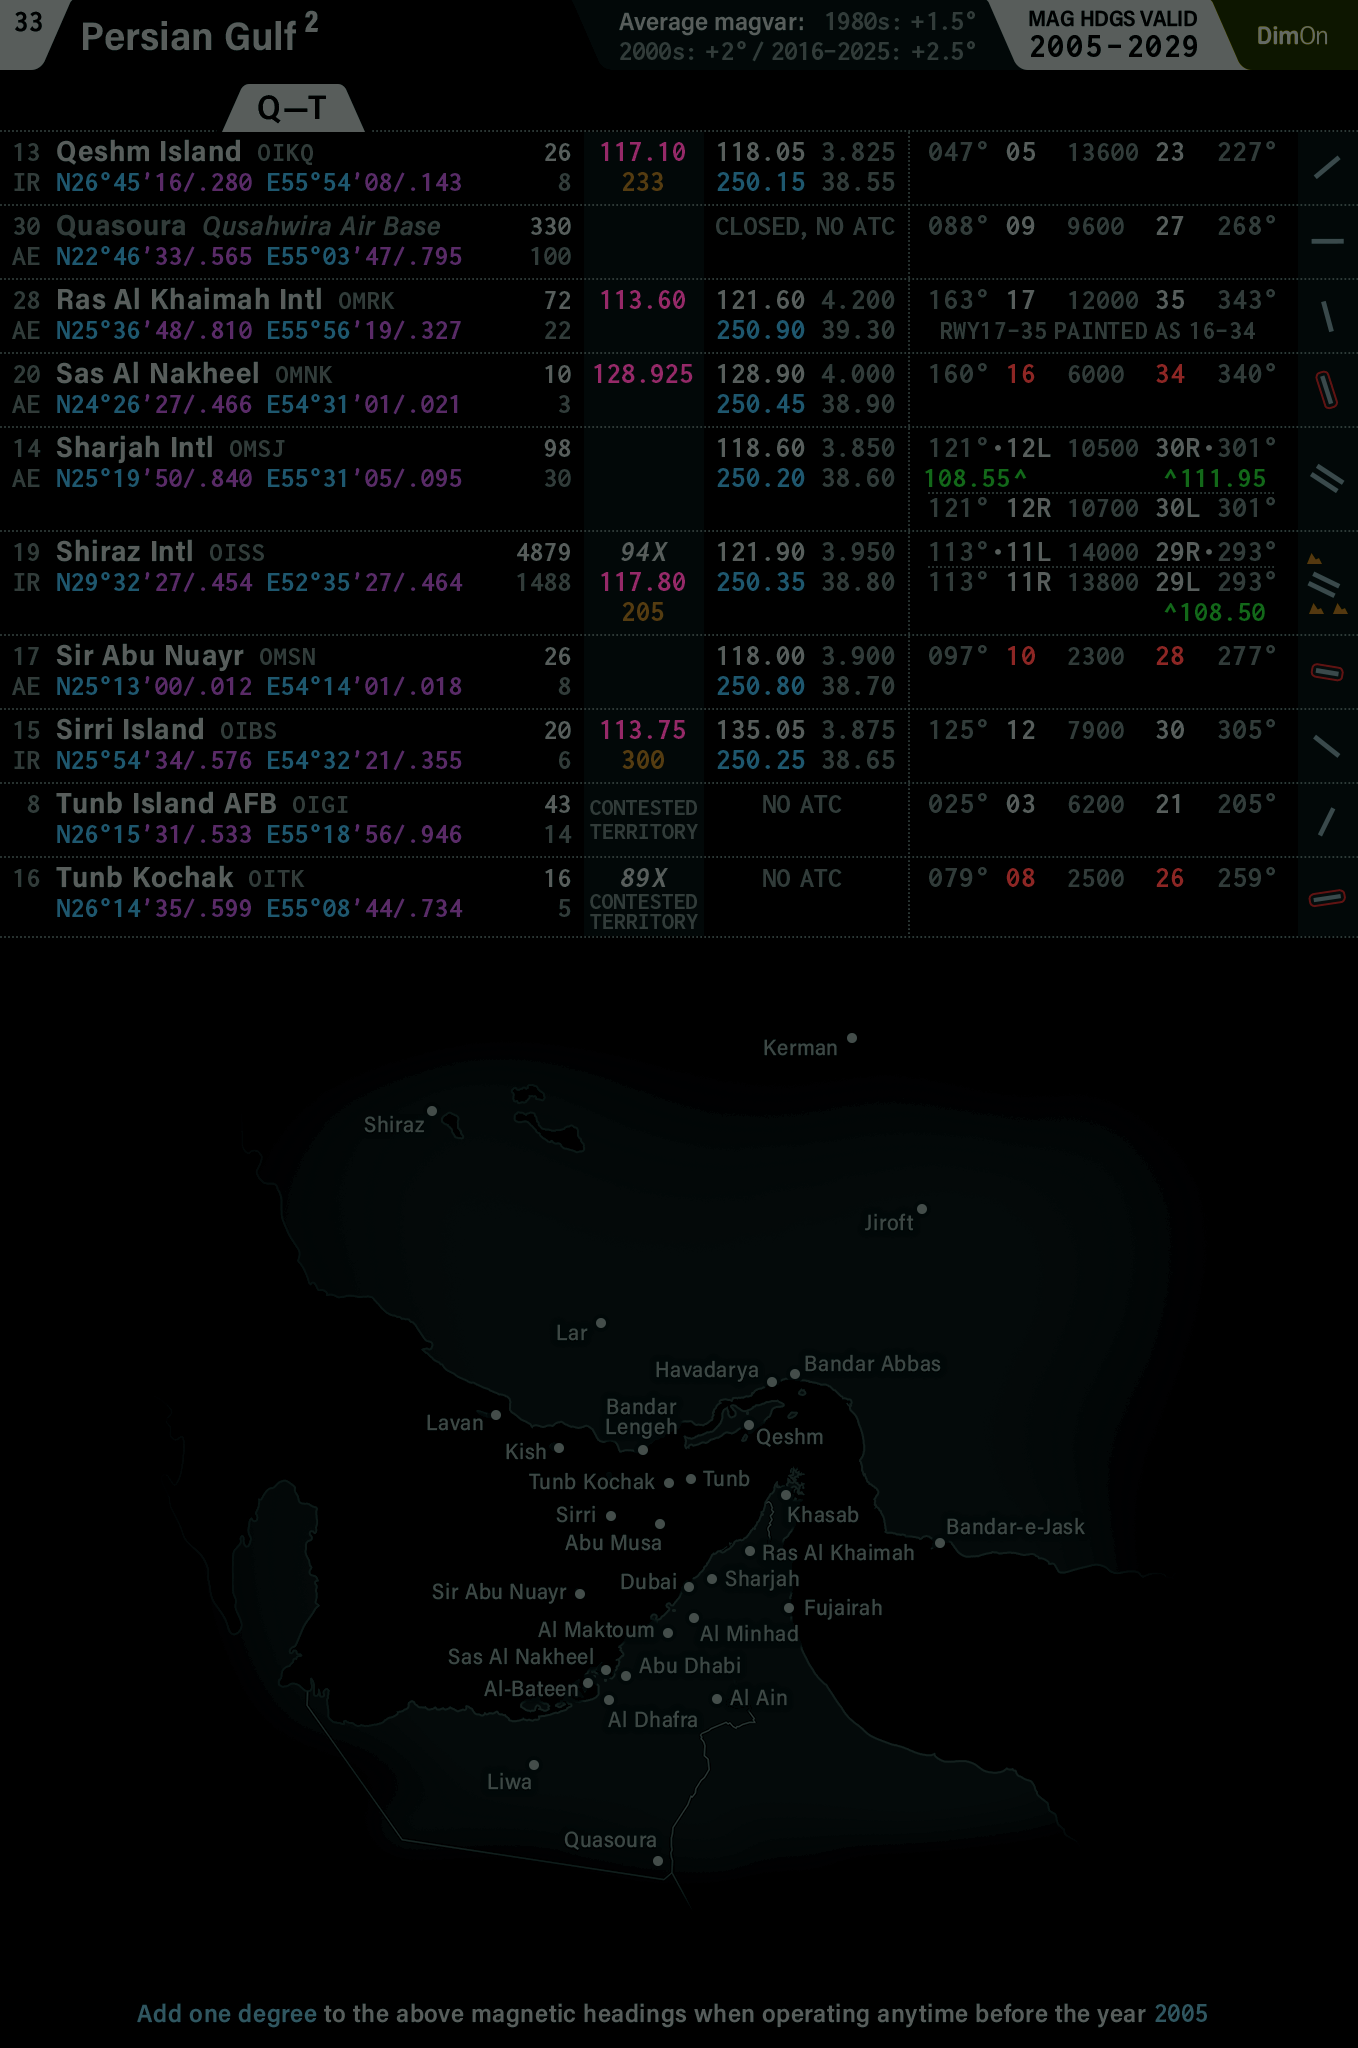 33 Persian Gulf 2 Average magvar: 1980s: +1.5° MAG HDGS VALID DimOn
2000s: +2°/ 2016-2025: +2.5° 2005-2029
Q—T
13 Qeshm Island OIKQ 26 117.10 118.05 3.825 047° 05 13600 23 227°
IR N26°45'16/.280 E55°54'08/.143 8 233 250.15 38.55
30 Quasoura Qusahwira Air Base 330 CLOSED, NO ATC 088° 09 9600 27 268°
AE N22°46'33/.565 E55°03'47/.795 100
28 Ras Al Khaimah Intl OMRK 72 113.60 121.60 4.200 163° 17 12000 35 343°
AE N25°36'48/.810 E55°56'19/.327 22 250.90 39.30 RWY17-35 PAINTED AS 16-34
20 Sas Al Nakheel OMNK 10 128.925 128.90 4.000 160° 16 6000 34 340°
AE N24°26'27/.466 E54°31'01/.021 3 250.45 38.90
14 Sharjah Intl OMSJ 98 118.60 3.850 121°·12L 10500 30R·301°
AE N25°19'50/.840 E55°31'05/.095 30 250.20 38.60 108.55^ ^111.95
121° 12R 10700 30L 301°
19 Shiraz Intl OISS 4879 94X 121.90 3.950 113°·11L 14000 29R·293°
IR N29°32'27/.454 E52°35'27/.464 1488 117.80 250.35 38.80 113° 11R 13800 29L 293°
205 ^108.50
17 Sir Abu Nuayr OMSN 26 118.00 3.900 097° 10 2300 28 277°
AE N25°13'00/.012 E54°14'01/.018 8 250.80 38.70
15 Sirri Island OIBS 20 113.75 135.05 3.875 125° 12 7900 30 305°
IR N25°54'34/.576 E54°32'21/.355 6 300 250.25 38.65
8 Tunb Island AFB OIGI 43 CONTESTED NO ATC 025° 03 6200 21 205°
N26°15'31/.533 E55°18'56/.946 14 TERRITORY
16 Tunb Kochak OITK 16 89X NO ATC 079° 08 2500 26 259°
N26°14'35/.599 E55°08'44/.734 5 CONTESTED
TERRITORY
Kerman
Shiraz
Jiroft
Lar
Havadarya Bandar Abbas
Bandar
Lengeh
Lavan
Qeshm
Kish
Tunb Kochak Tunb
Sirri Khasab
Abu Musa Bandar-e-Jask
Ras Al Khaimah
Dubai Sharjah
Sir Abu Nuayr Fujairah
Al Maktoum Al Minhad
Sas Al Nakheel Abu Dhabi
Al-Bateen Al Ain
Al Dhafra
Liwa
Quasoura
Add one degree to the above magnetic headings when operating anytime before the year 2005